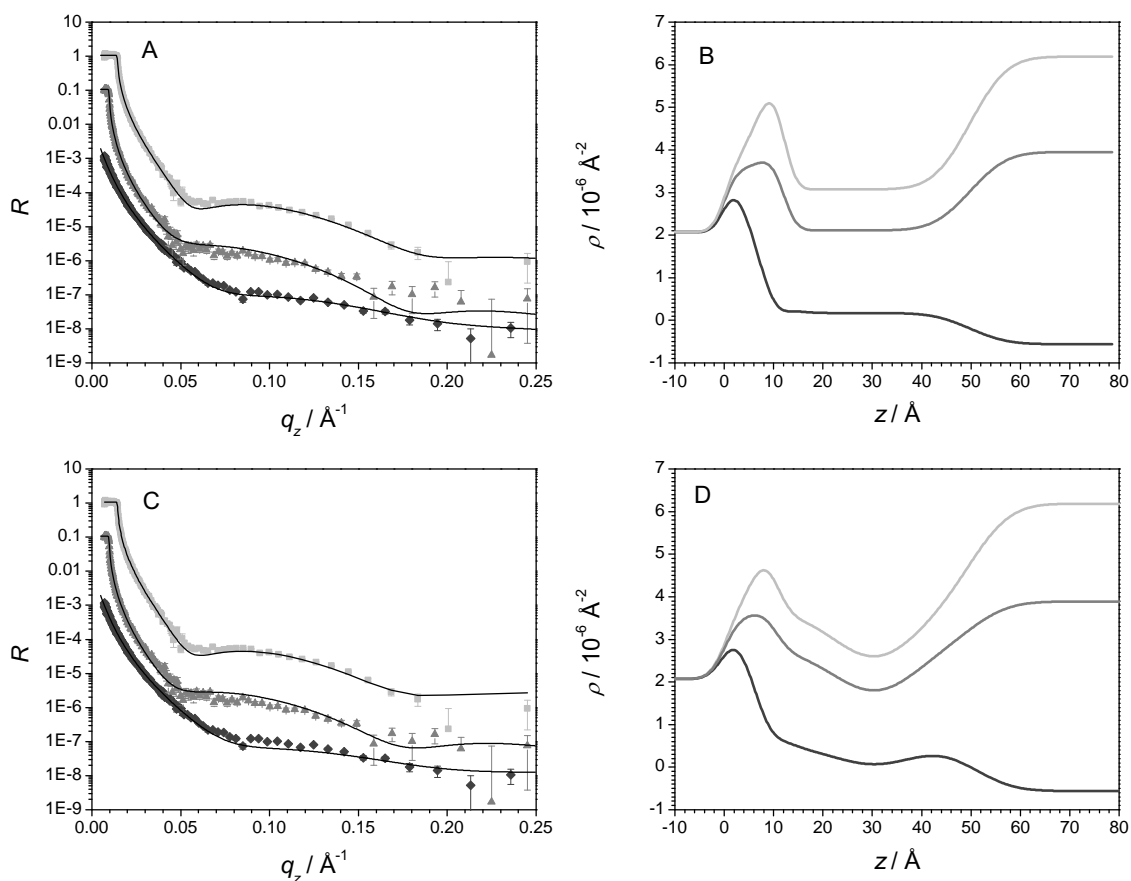 A
10
1
0.1
0.01
1E-3
1E-4
1E-5
1E-6
1E-7
1E-8
1E-9
R
0.00 0.05 0.10 0.15 0.20 0.25
q_z / Å⁻¹
B
7
6
5
4
3
2
1
0
-1
ρ / 10⁻⁶ Å⁻²
-10 0 10 20 30 40 50 60 70 80
z / Å
C
10
1
0.1
0.01
1E-3
1E-4
1E-5
1E-6
1E-7
1E-8
1E-9
R
0.00 0.05 0.10 0.15 0.20 0.25
q_z / Å⁻¹
D
7
6
5
4
3
2
1
0
-1
ρ / 10⁻⁶ Å⁻²
-10 0 10 20 30 40 50 60 70 80
z / Å